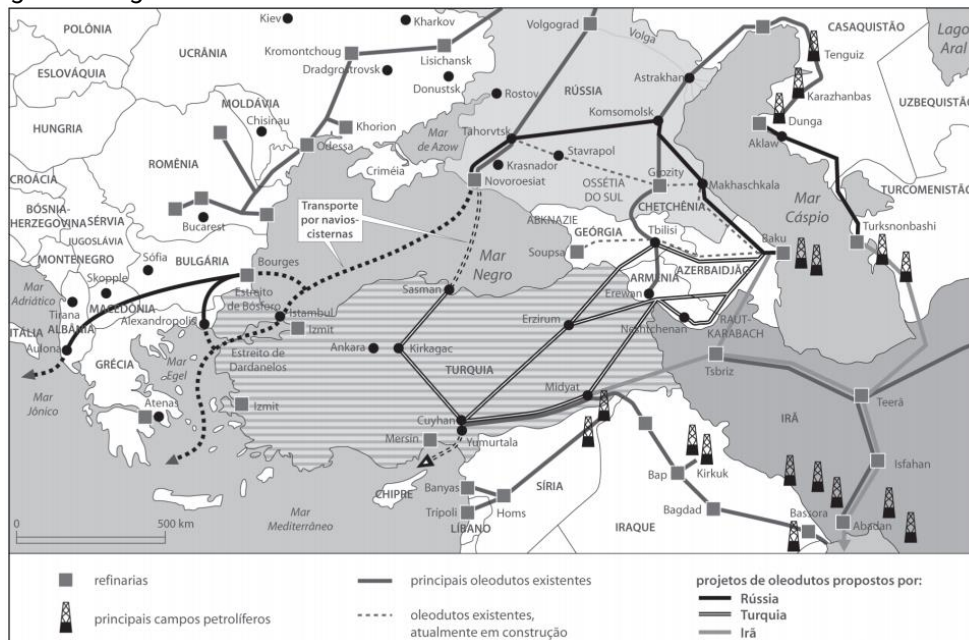 POLÔNIA
ESLOVÁQUIA
HUNGRIA
CROÁCIA
BÓSNIA-
HERZEGOVINA
SÉRVIA
JUGOSLÁVIA
MONTENEGRO
Skopple
Mar
Adriático
Tirana
ALBÂNIA
MACEDÔNIA
ITÁLIA
Aulona
Mar
Jônico
GRÉCIA
Atenas
Kiev
UCRÂNIA
Kharkov
Kromontchoug
Dradgrostrovsk
Lisichansk
Donustsk
MOLDÁVIA
Chisinau
Khorion
Odessa
ROMÊNIA
Bucarest
Sófia
BULGÁRIA
Bourges
Alexandropolis
Estreito
de Bósforo
Istambul
Izmit
Estreito de
Dardanelos
Mar
Egel
Izmit
Transporte
por navios-
cisternas
Criméia
Mar
de Azow
Rostov
Volgograd
Volga
RÚSSIA
Astrakhan
Komsomolsk
Tahorvtsk
Stavrapol
Krasnador
Novoroesiat
OSSÉTIA
DO SUL
Grozity
Makhaschkala
CHETCHÊNIA
ABKNAZIE
GEÓRGIA
Soupsa
Tbilisi
Mar
Negro
ARMÊNIA
AZERBAIDJÃO
Erewan
Baku
RAUT-
KARABACH
Sasman
Erzirum
Ankara
Kirkagac
TURQUIA
Midyat
Cuyhan
Yumurtala
Mersin
CHIPRE
Banyas
Tripoli
LÍBANO
Homs
SÍRIA
Mar
Mediterrâneo
CASAQUISTÃO
Tenguiz
Lago
Aral
Karazhanbas
UZBEQUISTÃO
Dunga
Aklaw
TURCOMENISTÃO
Mar
Cáspio
Turksnonbashi
Tsbriz
Teerá
IRÃ
Isfahan
Abadan
Bap
Kirkuk
Bagdad
IRAQUE
Bassora
0
500 km
refinarias
principais campos petrolíferos
principais oleodutos existentes
oleodutos existentes,
atualmente em construção
projetos de oleodutos propostos por:
Rússia
Turquia
Irã